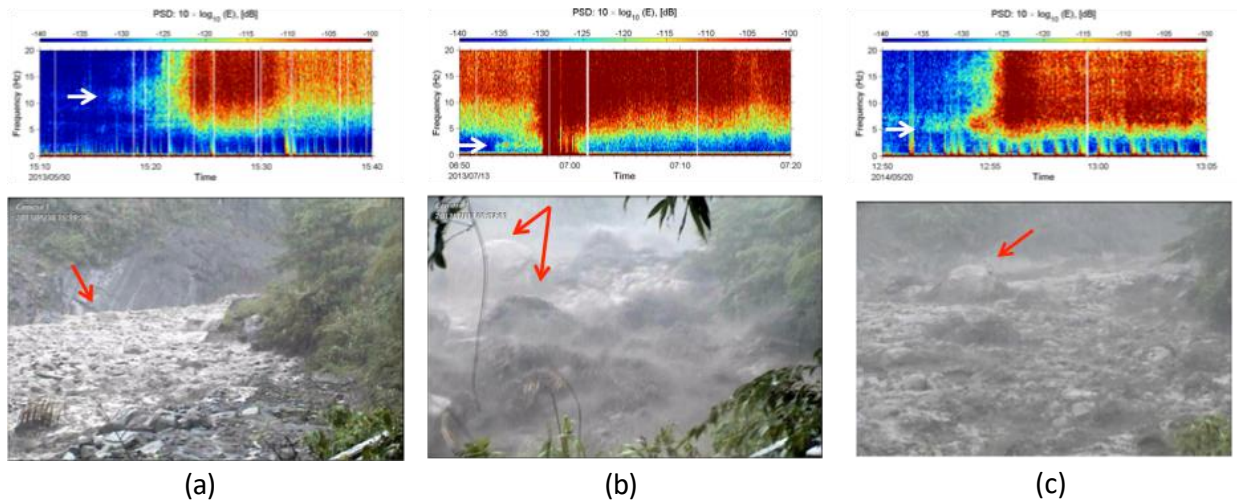 PSD: 10 × log10 (E), [dB]
-140 -135 -130 -125 -120 -115 -110 -105 -100
Frequency (Hz)
20
15
10
5
0
15:10 15:20 15:30 15:40
2013/05/30
Time
PSD: 10 × log10 (E), [dB]
-140 -135 -130 -125 -120 -115 -110 -105 -100
Frequency (Hz)
20
15
10
5
0
06:50 07:00 07:10 07:20
2013/07/13
Time
PSD: 10 × log10 (E), [dB]
-140 -135 -130 -125 -120 -115 -110 -105 -100
Frequency (Hz)
20
15
10
5
0
12:50 12:55 13:00 13:05
2014/05/20
Time
Camera 1
(a)
(b)
(c)